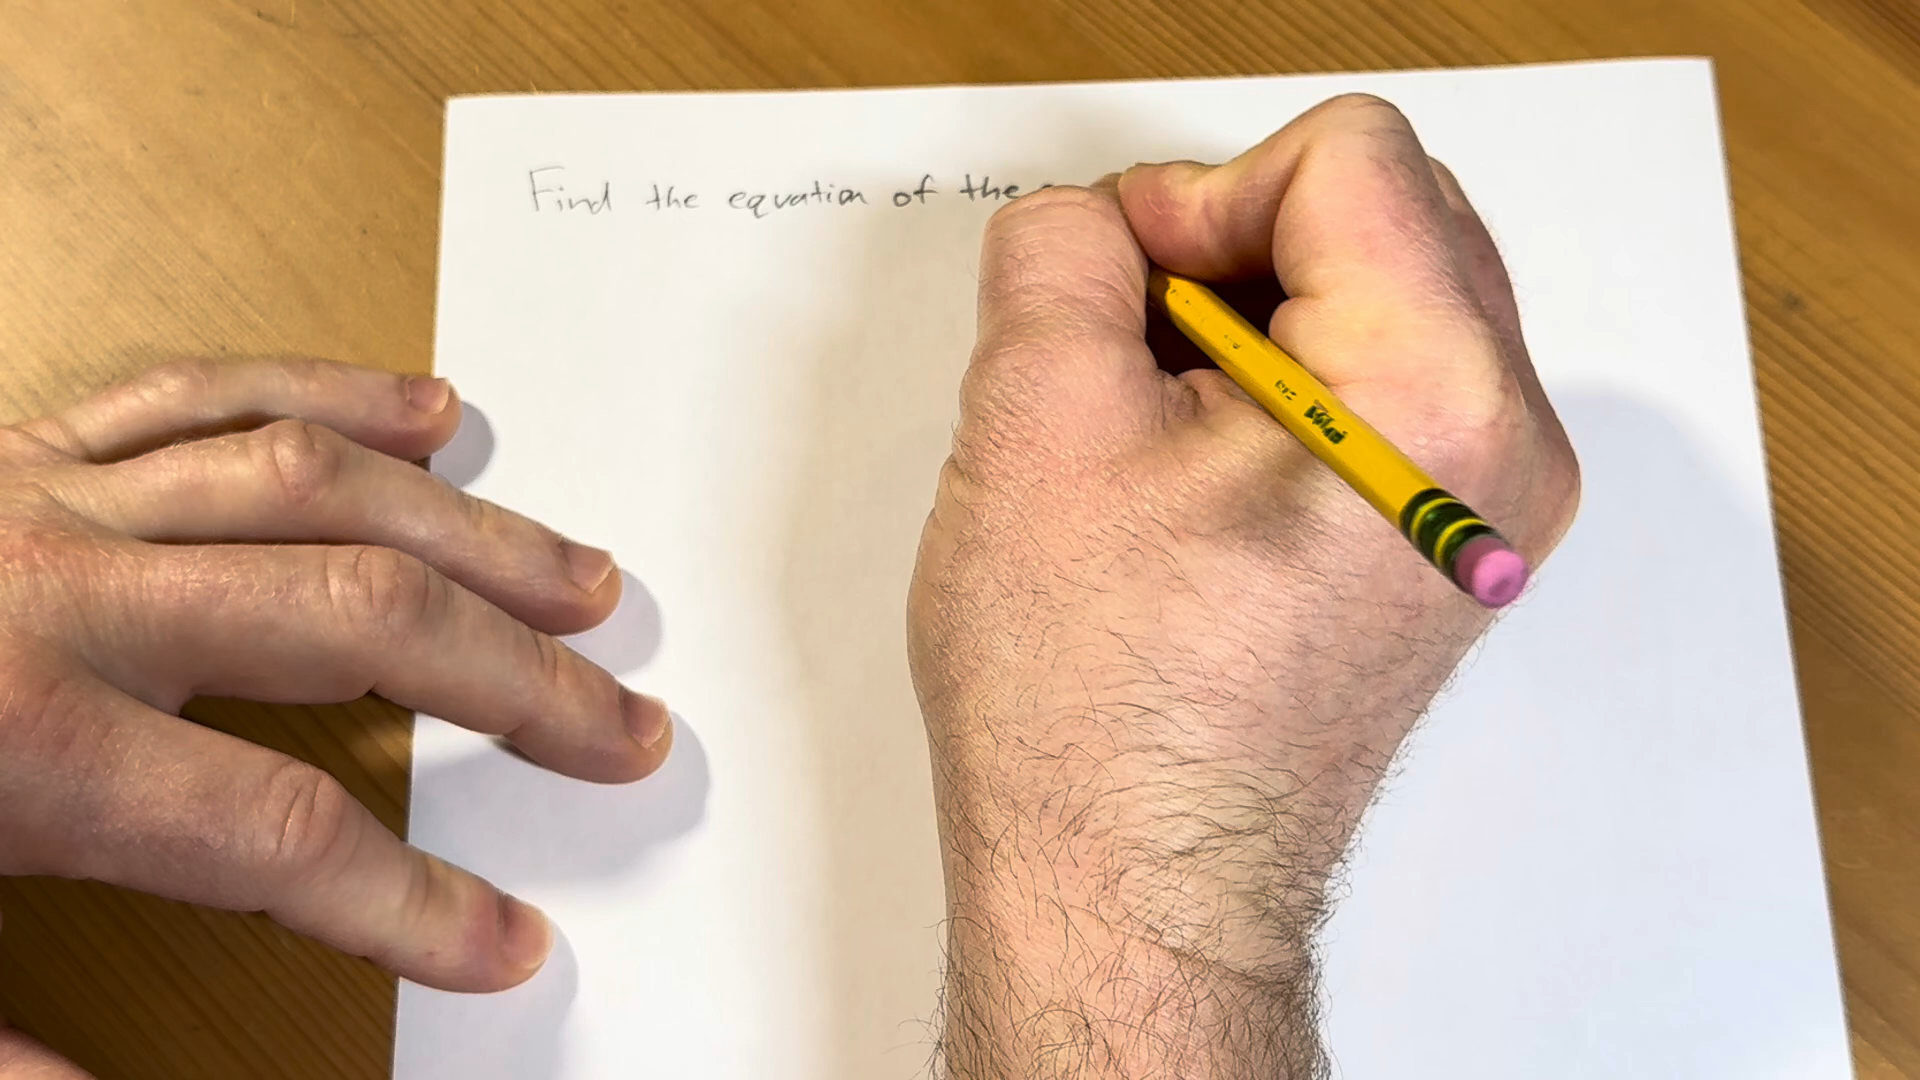 Find the equation of the